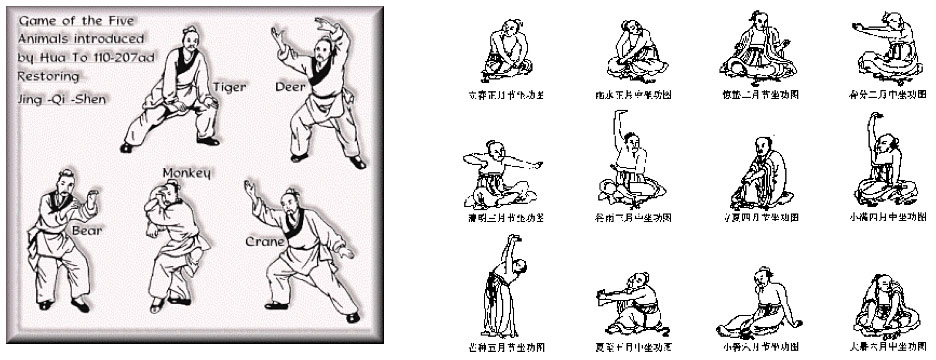 Game of the Five
Animals introduced
by Hua To 110-207ad
Restoring
Jing -Qi -Shen
Tiger
Deer
Monkey
Bear
Crane
立春正月节坐功图
雨水正月中坐功图
惊蛰二月节坐功图
春分二月中坐功图
清明三月节坐功图
谷雨三月中坐功图
立夏四月节坐功图
小满四月中坐功图
芒种五月节坐功图
夏至五月中坐功图
小暑六月节坐功图
大暑六月中坐功图